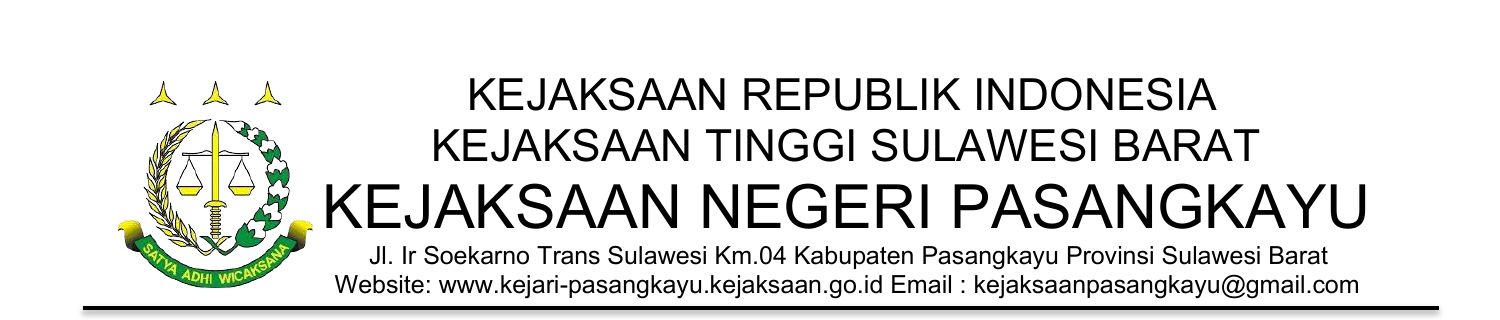 KEJAKSAAN REPUBLIK INDONESIA
KEJAKSAAN TINGGI SULAWESI BARAT
KEJAKSAAN NEGERI PASANGKAYU
Jl. Ir Soekarno Trans Sulawesi Km.04 Kabupaten Pasangkayu Provinsi Sulawesi Barat
Website: www.kejari-pasangkayu.kejaksaan.go.id Email : kejaksaanpasangkayu@gmail.com
SATYA ADHI WICAKSANA